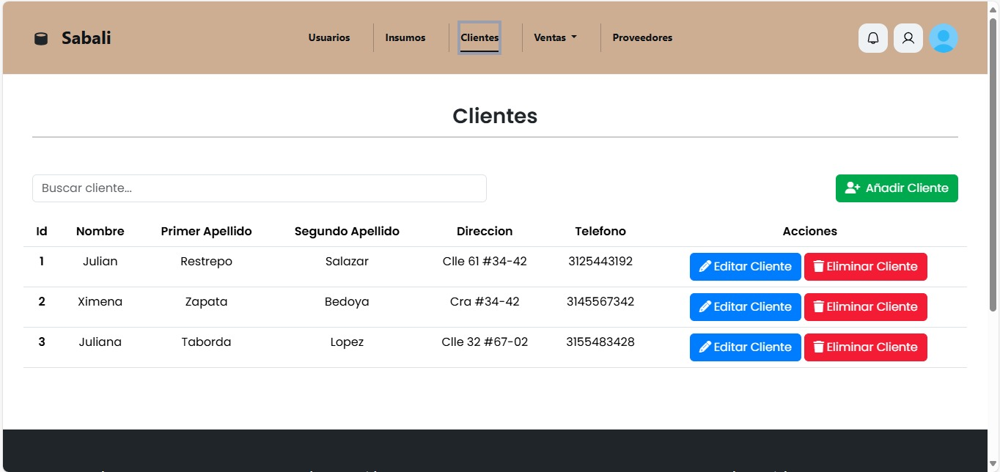 Sabali Usuarios Insumos Clientes Ventas Proveedores
Clientes
Buscar cliente... Añadir Cliente
Id Nombre Primer Apellido Segundo Apellido Direccion Telefono Acciones
1 Julian Restrepo Salazar Clle 61 #34-42 3125443192 Editar Cliente Eliminar Cliente
2 Ximena Zapata Bedoya Cra #34-42 3145567342 Editar Cliente Eliminar Cliente
3 Juliana Taborda Lopez Clle 32 #67-02 3155483428 Editar Cliente Eliminar Cliente